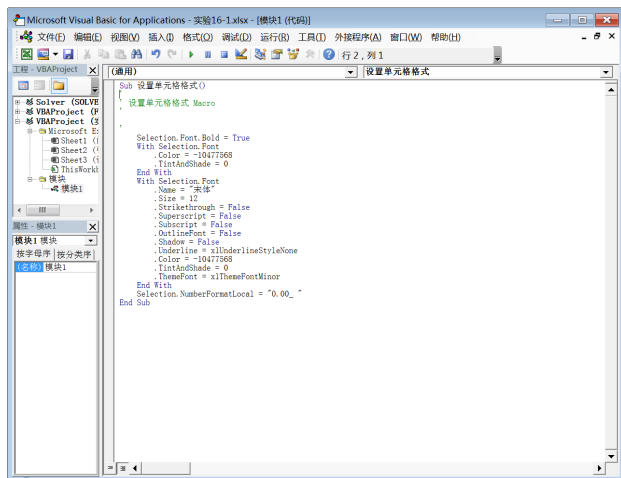 Microsoft Visual Basic for Applications - 实验16-1.xlsx - [模块1 (代码)]
文件(F) 编辑(E) 视图(V) 插入(I) 格式(O) 调试(D) 运行(R) 工具(T) 外接程序(A) 窗口(W) 帮助(H)
行 2 , 列 1
工程 - VBAProject
(通用)
设置单元格格式
Solver (SOLVE
VBAProject (F
VBAProject (
Microsoft E
Sheet1 (
Sheet2 (
Sheet3 (
ThisWork
模块
模块1
属性 - 模块1
模块1 模块
按字母序 按分类序
(名称) 模块1
Sub 设置单元格格式()
'
' 设置单元格格式 Macro
'
'
Selection.Font.Bold = True
With Selection.Font
.Color = -10477568
.TintAndShade = 0
End With
With Selection.Font
.Name = "宋体"
.Size = 12
.Strikethrough = False
.Superscript = False
.Subscript = False
.OutlineFont = False
.Shadow = False
.Underline = xlUnderlineStyleNone
.Color = -10477568
.TintAndShade = 0
.ThemeFont = xlThemeFontMinor
End With
Selection.NumberFormatLocal = "0.00_ "
End Sub